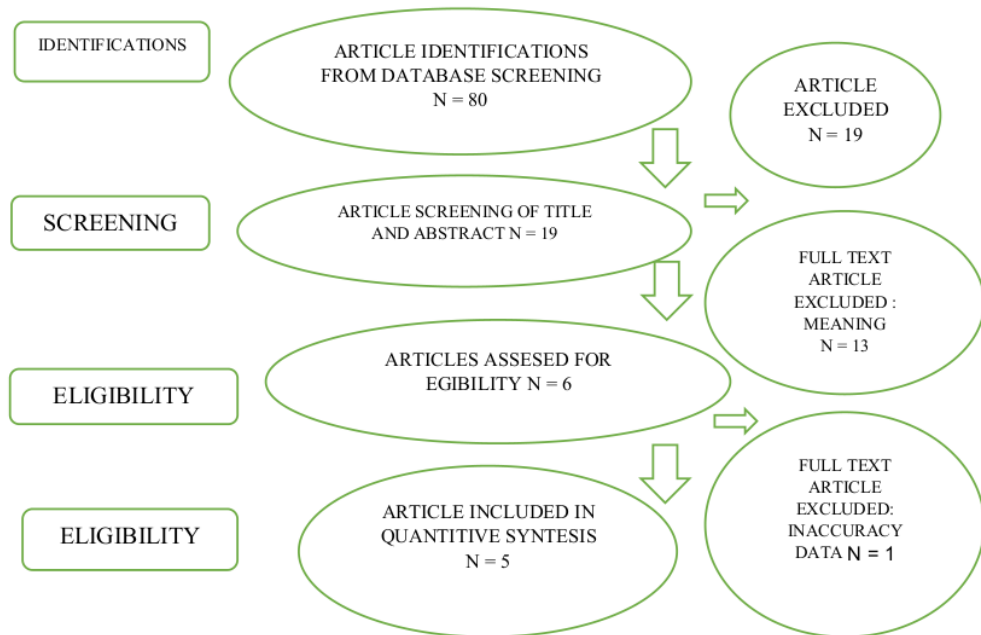 IDENTIFICATIONS
ARTICLE IDENTIFICATIONS
FROM DATABASE SCREENING
N = 80
ARTICLE
EXCLUDED
N = 19
SCREENING
ARTICLE SCREENING OF TITLE
AND ABSTRACT N = 19
FULL TEXT
ARTICLE
EXCLUDED :
MEANING
N = 13
ELIGIBILITY
ARTICLES ASSESED FOR
EGIBILITY N = 6
ELIGIBILITY
ARTICLE INCLUDED IN
QUANTITIVE SYNTESIS
N = 5
FULL TEXT
ARTICLE
EXCLUDED:
INACCURACY
DATA N = 1